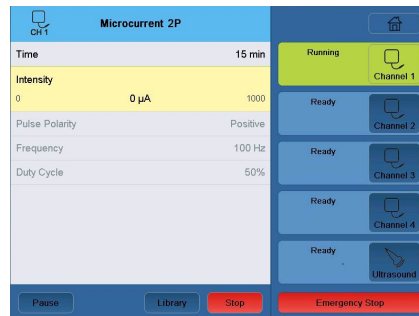 CH 1
Microcurrent 2P
Time 15 min
Intensity
0 0 µA 1000
Pulse Polarity Positive
Frequency 100 Hz
Duty Cycle 50%
Pause Library Stop
Running
Channel 1
Ready
Channel 2
Ready
Channel 3
Ready
Channel 4
Ready
Ultrasound
Emergency Stop